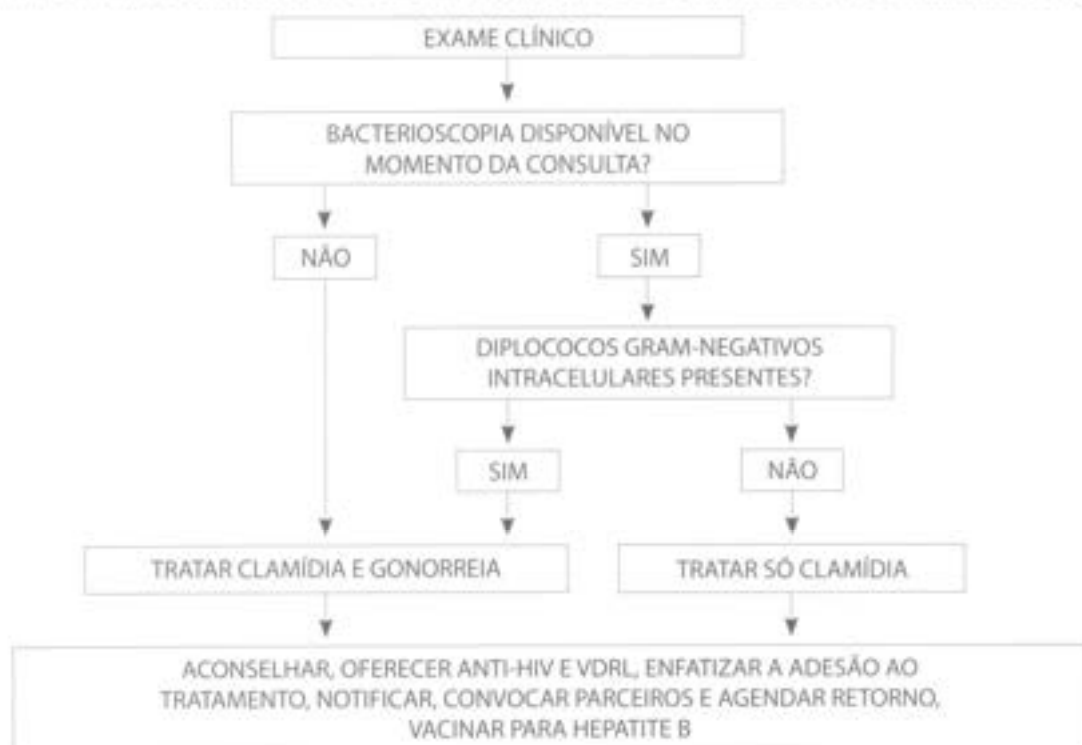 EXAME CLÍNICO
BACTERIOSCOPIA DISPONÍVEL NO
MOMENTO DA CONSULTA?
NÃO
SIM
DIPLOCOCOS GRAM-NEGATIVOS
INTRACELULARES PRESENTES?
SIM
NÃO
TRATAR CLAMÍDIA E GONORREIA
TRATAR SÓ CLAMÍDIA
ACONSELHAR, OFERECER ANTI-HIV E VDRL, ENFATIZAR A ADESÃO AO
TRATAMENTO, NOTIFICAR, CONVOCAR PARCEIROS E AGENDAR RETORNO,
VACINAR PARA HEPATITE B